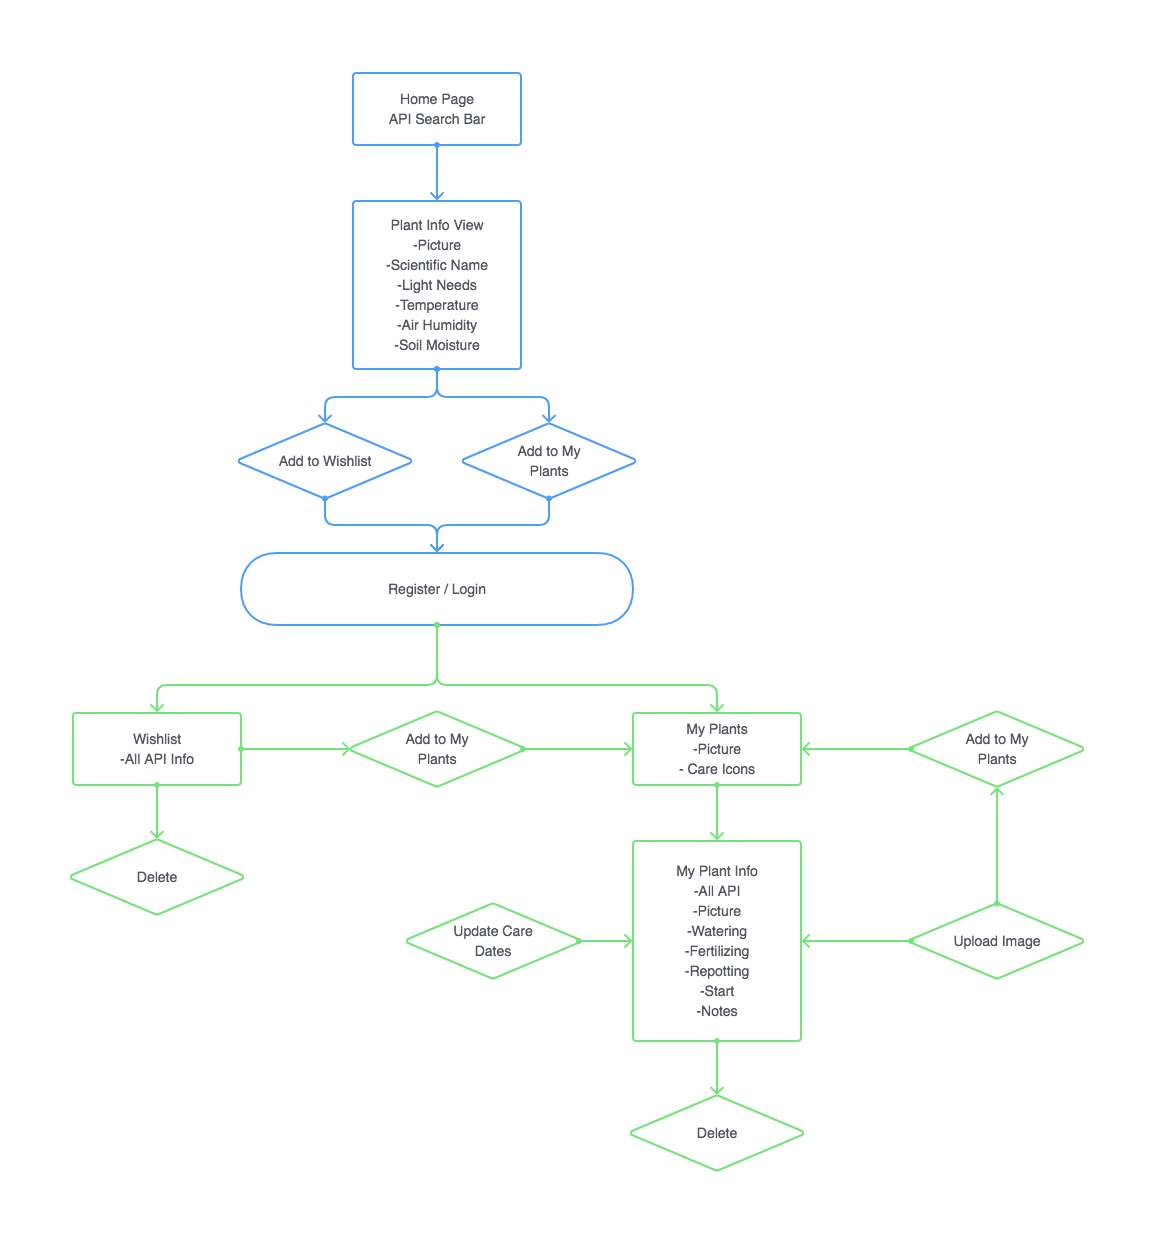 Home Page
API Search Bar
Plant Info View
-Picture
-Scientific Name
-Light Needs
-Temperature
-Air Humidity
-Soil Moisture
Add to Wishlist
Add to My
Plants
Register / Login
Wishlist
-All API Info
Add to My
Plants
My Plants
-Picture
- Care Icons
Add to My
Plants
Delete
Update Care
Dates
My Plant Info
-All API
-Picture
-Watering
-Fertilizing
-Repotting
-Start
-Notes
Upload Image
Delete